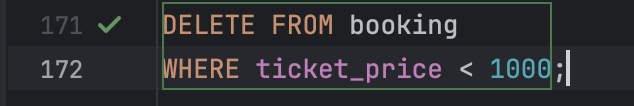 171 DELETE FROM booking
172 WHERE ticket_price < 1000;